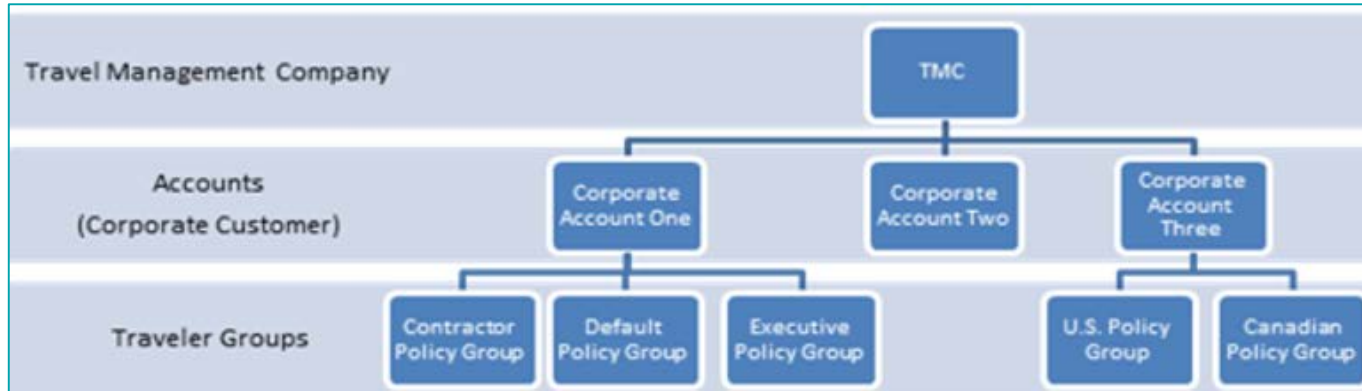 Travel Management Company
TMC
Accounts
(Corporate Customer)
Corporate
Account One
Corporate
Account Two
Corporate
Account
Three
Traveler Groups
Contractor
Policy Group
Default
Policy Group
Executive
Policy Group
U.S. Policy
Group
Canadian
Policy Group